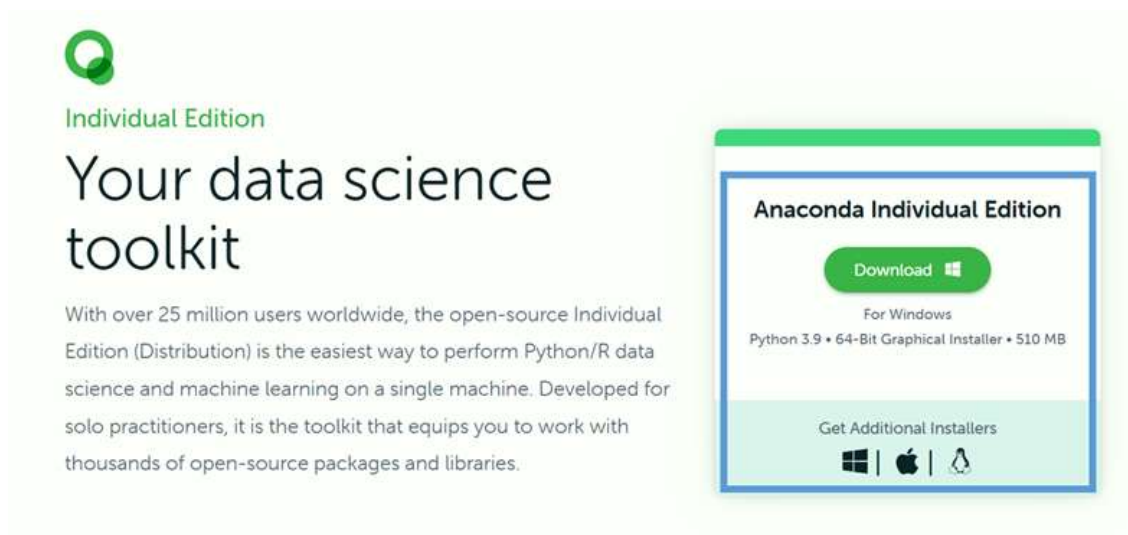 Individual Edition
Your data science
toolkit
With over 25 million users worldwide, the open-source Individual
Edition (Distribution) is the easiest way to perform Python/R data
science and machine learning on a single machine. Developed for
solo practitioners, it is the toolkit that equips you to work with
thousands of open-source packages and libraries.
Anaconda Individual Edition
Download
For Windows
Python 3.9 • 64-Bit Graphical Installer • 510 MB
Get Additional Installers